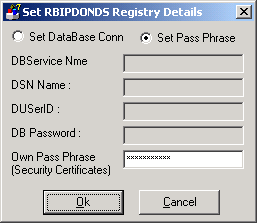 Set RBIPDONDS Registry Details
Set DataBase Conn
Set Pass Phrase
DBService Nme
DSN Name :
DUSerID :
DB Password :
Own Pass Phrase
(Security Certificates)
xxxxxxxxxxx
Ok
Cancel